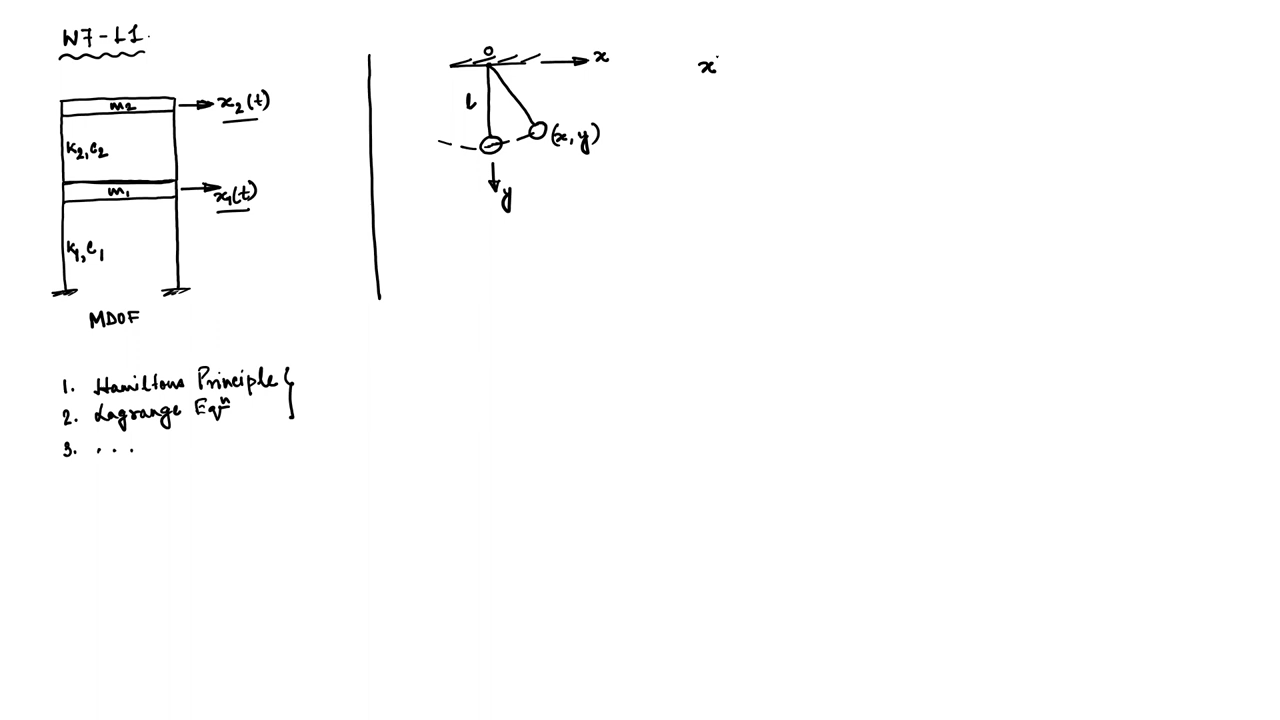 W7-L1.
m₂
x₂(t)
k₂, c₂
m₁
x₁(t)
k₁, c₁
MDOF
1. Hamiltons Principle
2. Lagrange Eqⁿ
3. . . .
o
x
l
(x, y)
y
x